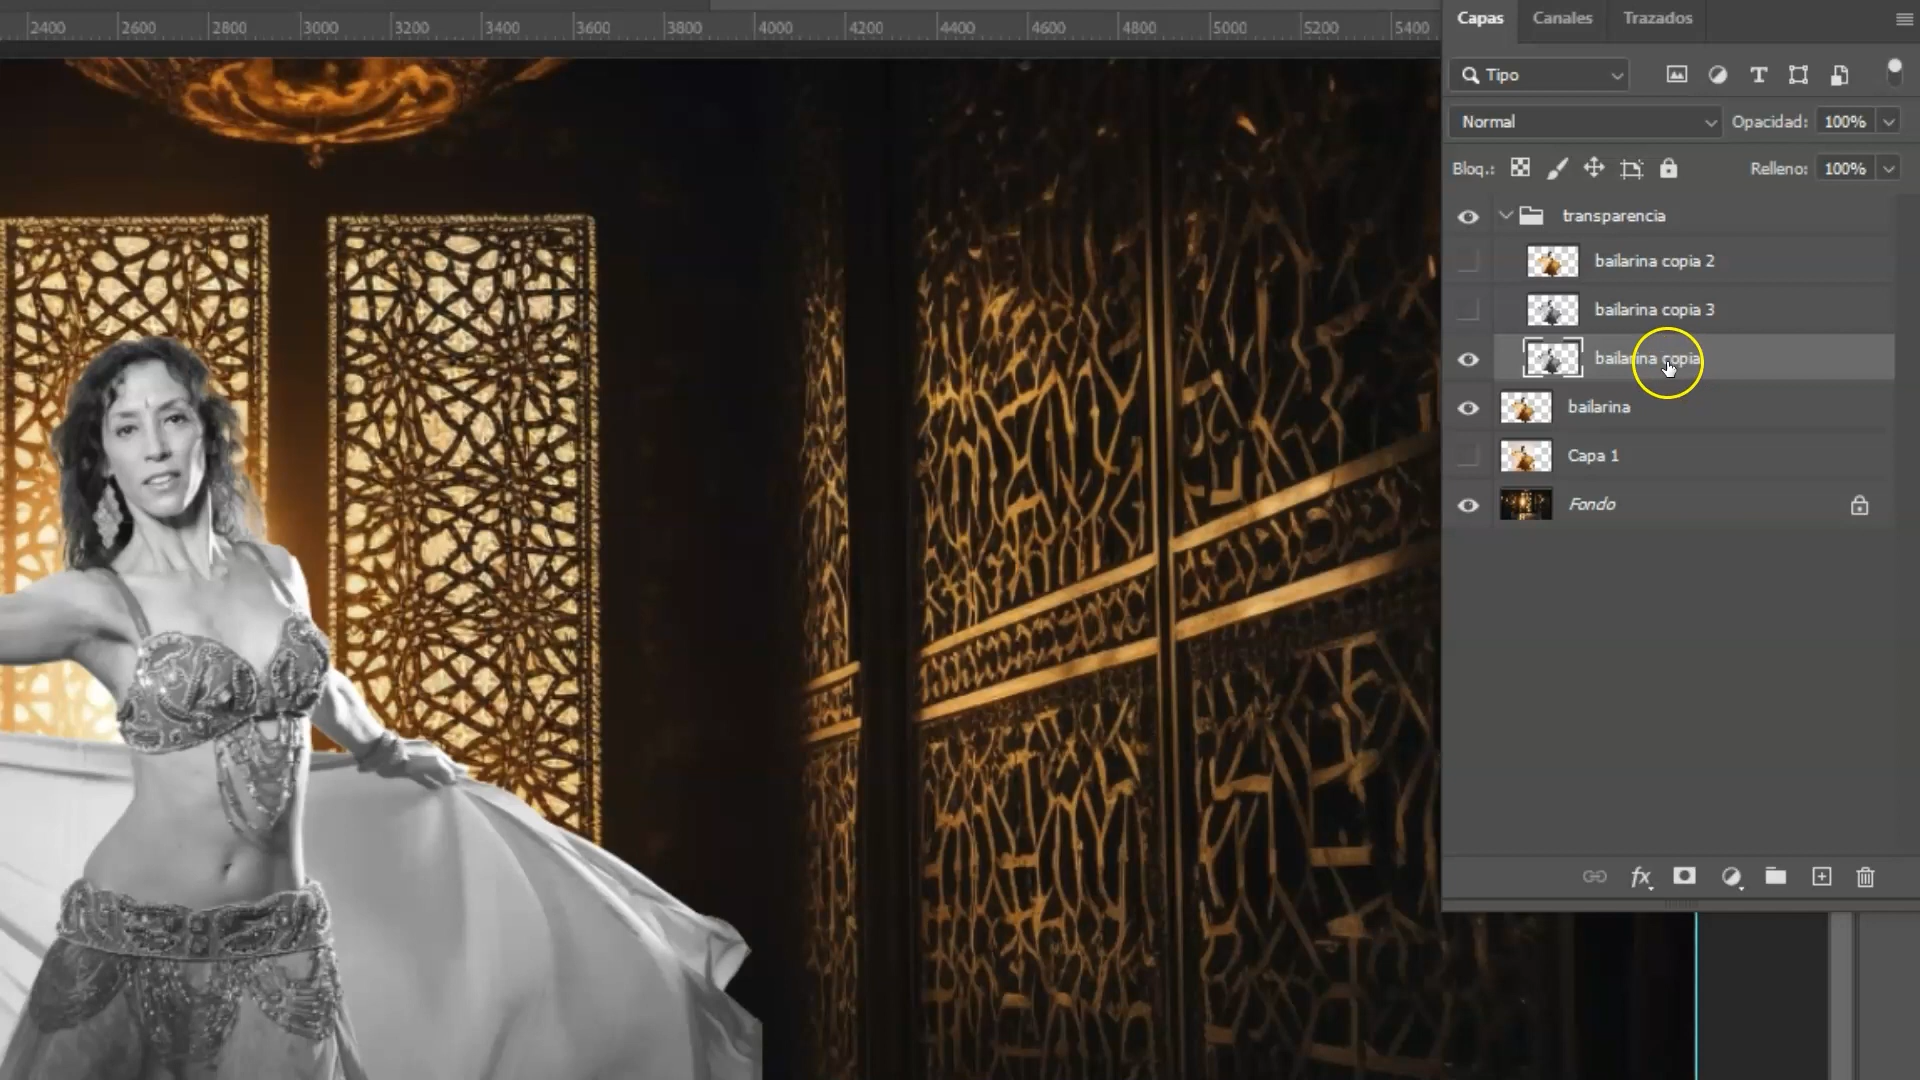 2400 2600 2800 3000 3200 3400 3600 3800 4000 4200 4400 4600 4800 5000 5200 5400
Capas Canales Trazados
Tipo
Normal Opacidad: 100%
Bloq.: Relleno: 100%
transparencia
bailarina copia 2
bailarina copia 3
bailarina copia
bailarina
Capa 1
Fondo
fx